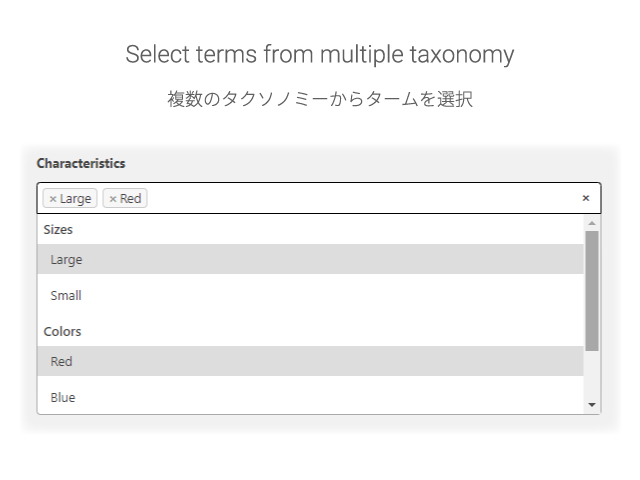 Select terms from multiple taxonomy
複数のタクソノミーからタームを選択
Characteristics
× Large × Red ×
Sizes
Large
Small
Colors
Red
Blue